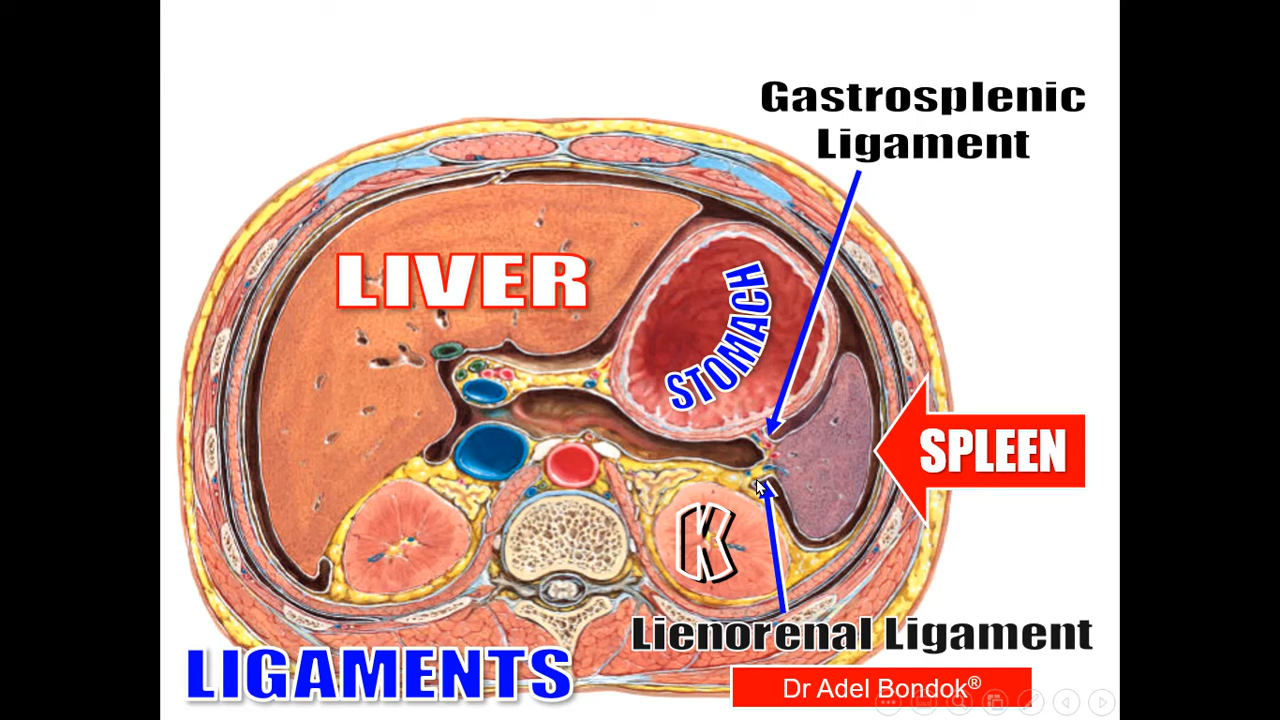 Gastrosplenic
Ligament
LIVER
STOMACH
SPLEEN
K
Lienorenal Ligament
LIGAMENTS
Dr Adel Bondok®